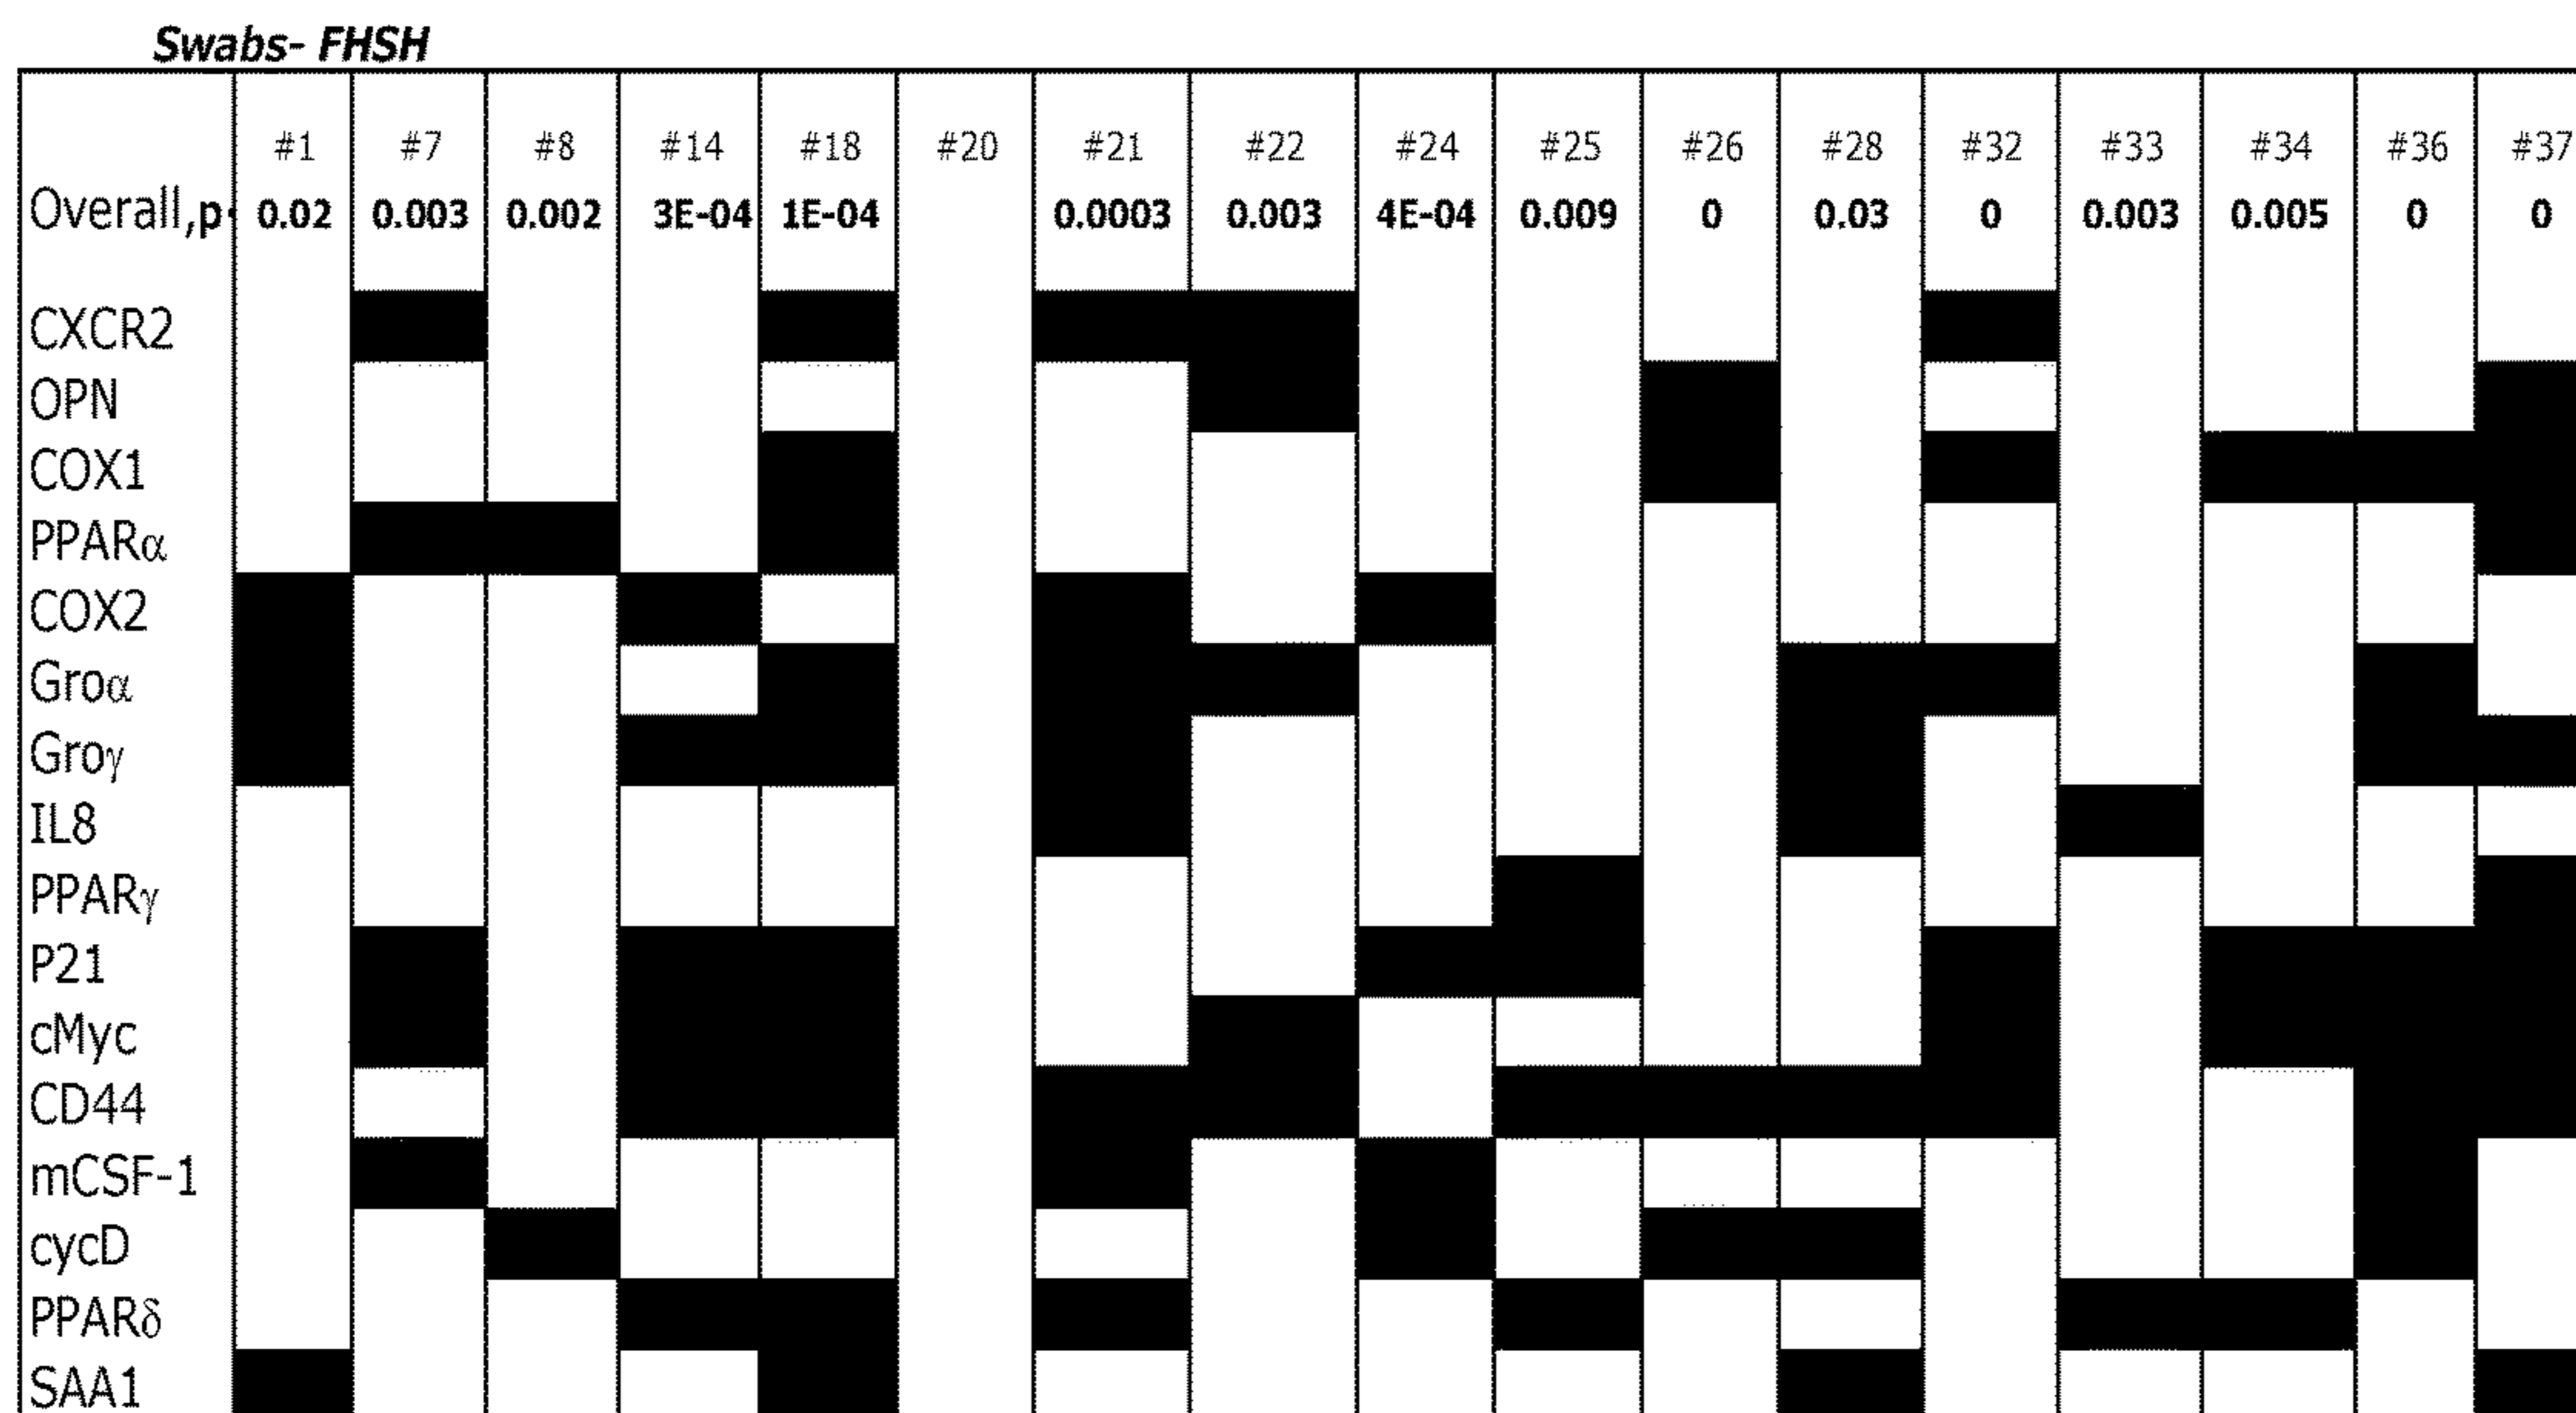 Swabs- FHSH
#1 #7 #8 #14 #18 #20 #21 #22 #24 #25 #26 #28 #32 #33 #34 #36 #37
Overall,p 0.02 0.003 0.002 3E-04 1E-04 0.0003 0.003 4E-04 0.009 0 0.03 0 0.003 0.005 0 0
CXCR2
OPN
COX1
PPARα
COX2
Groα
Groγ
IL8
PPARγ
P21
cMyc
CD44
mCSF-1
cycD
PPARδ
SAA1